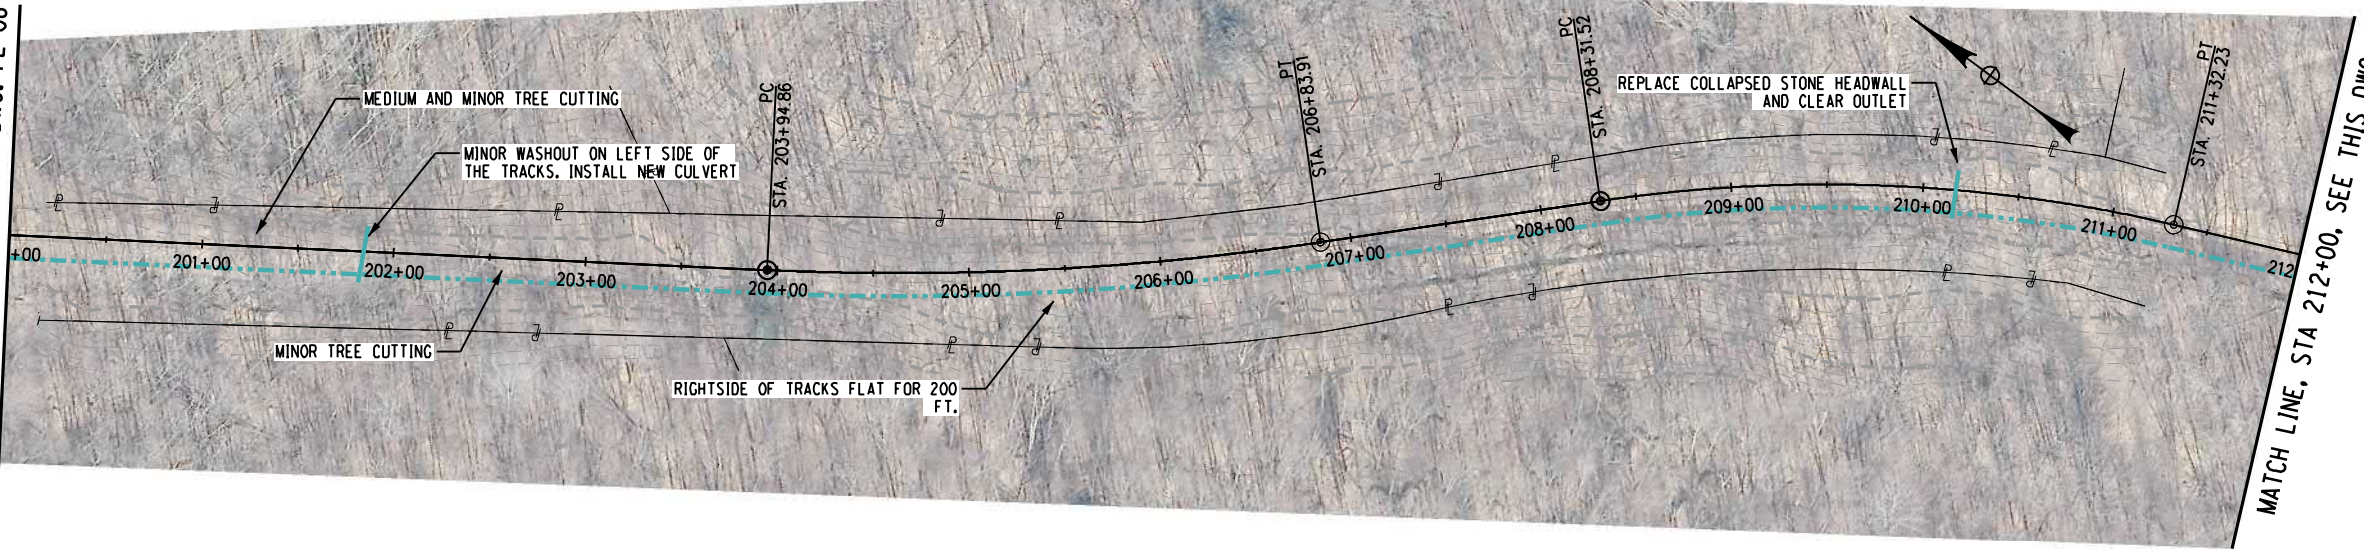 MEDIUM AND MINOR TREE CUTTING
MINOR WASHOUT ON LEFT SIDE OF
THE TRACKS. INSTALL NEW CULVERT
PC
STA. 203+94.86
PT
STA. 206+83.91
PC
STA. 208+31.52
REPLACE COLLAPSED STONE HEADWALL
AND CLEAR OUTLET
PT
STA. 211+32.23
+00
201+00
202+00
203+00
204+00
205+00
206+00
207+00
208+00
209+00
210+00
211+00
212
MINOR TREE CUTTING
RIGHTSIDE OF TRACKS FLAT FOR 200
FT.
MATCH LINE, STA 212+00, SEE THIS DWG